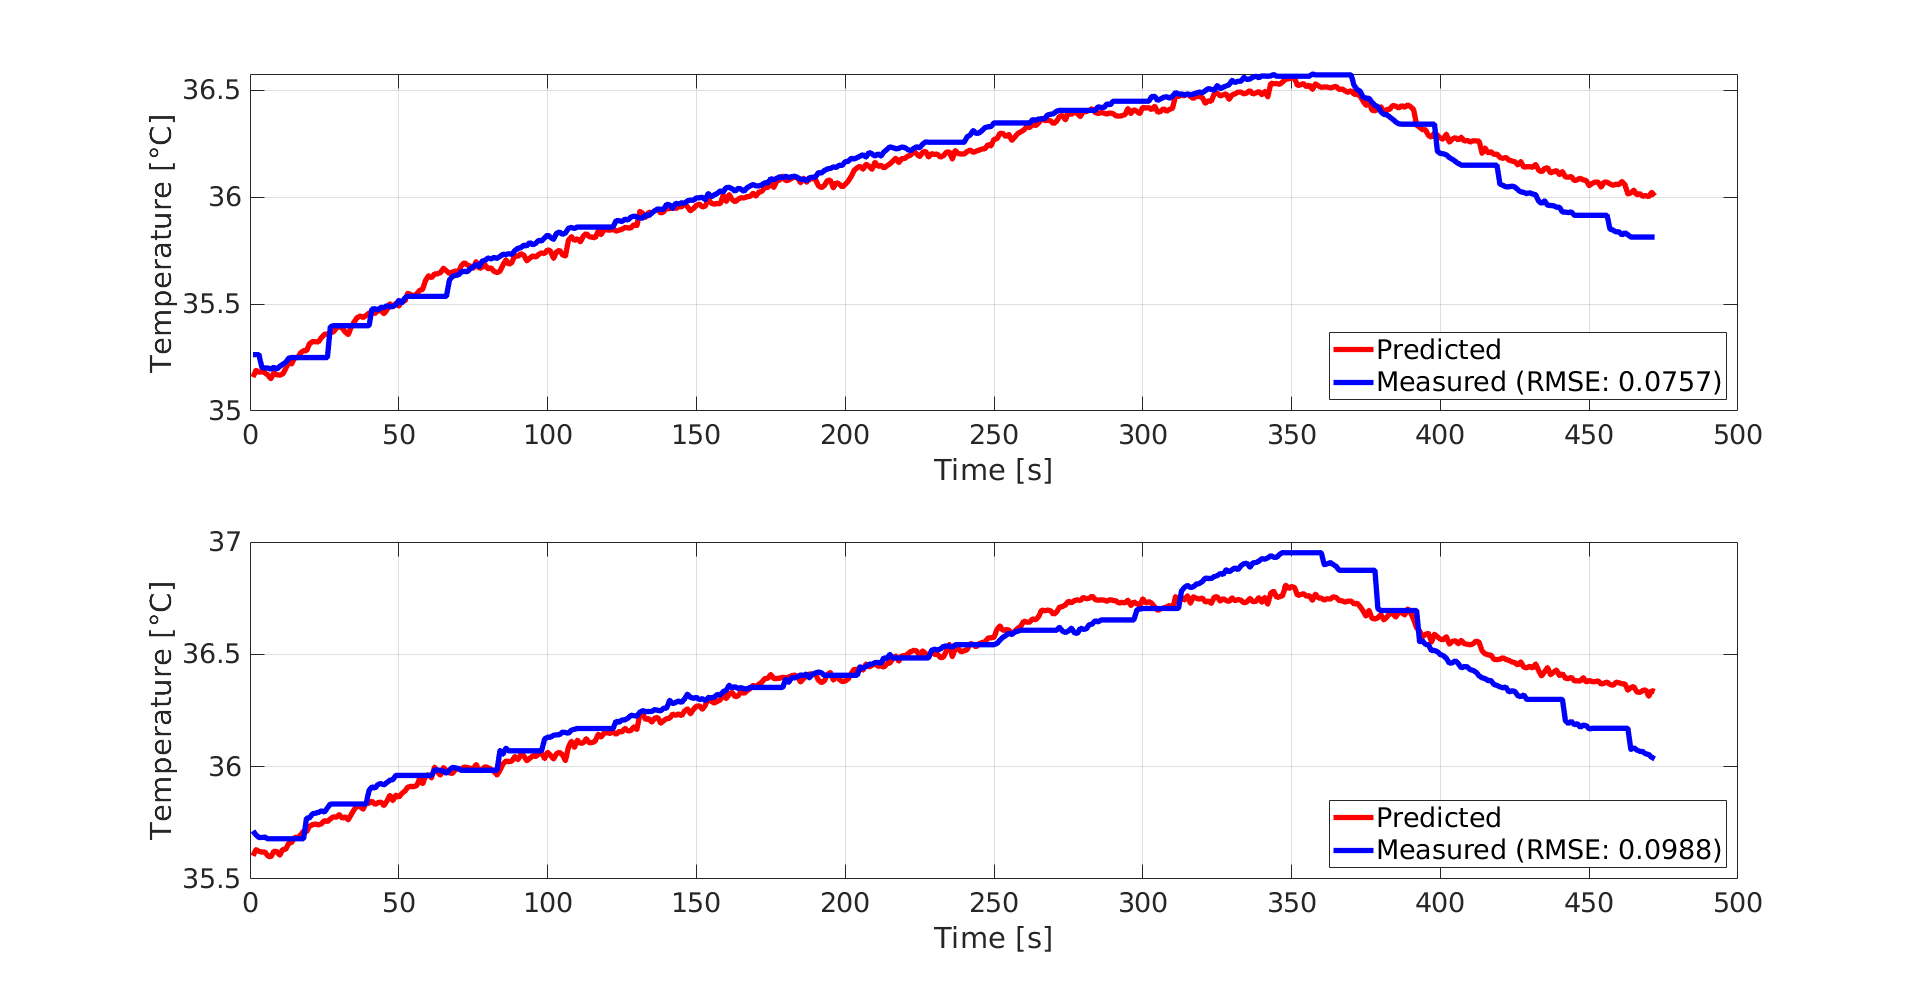 Temperature [°C]
36.5
36
35.5
35
0 50 100 150 200 250 300 350 400 450 500
Time [s]
Predicted
Measured (RMSE: 0.0757)
Temperature [°C]
37
36.5
36
35.5
0 50 100 150 200 250 300 350 400 450 500
Time [s]
Predicted
Measured (RMSE: 0.0988)